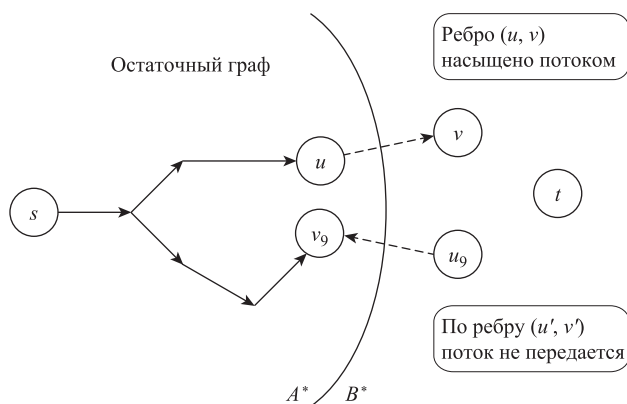 Остаточный граф
Ребро (u, v)
насыщено потоком
u
v
s
t
v9
u9
По ребру (u′, v′)
поток не передается
A* B*